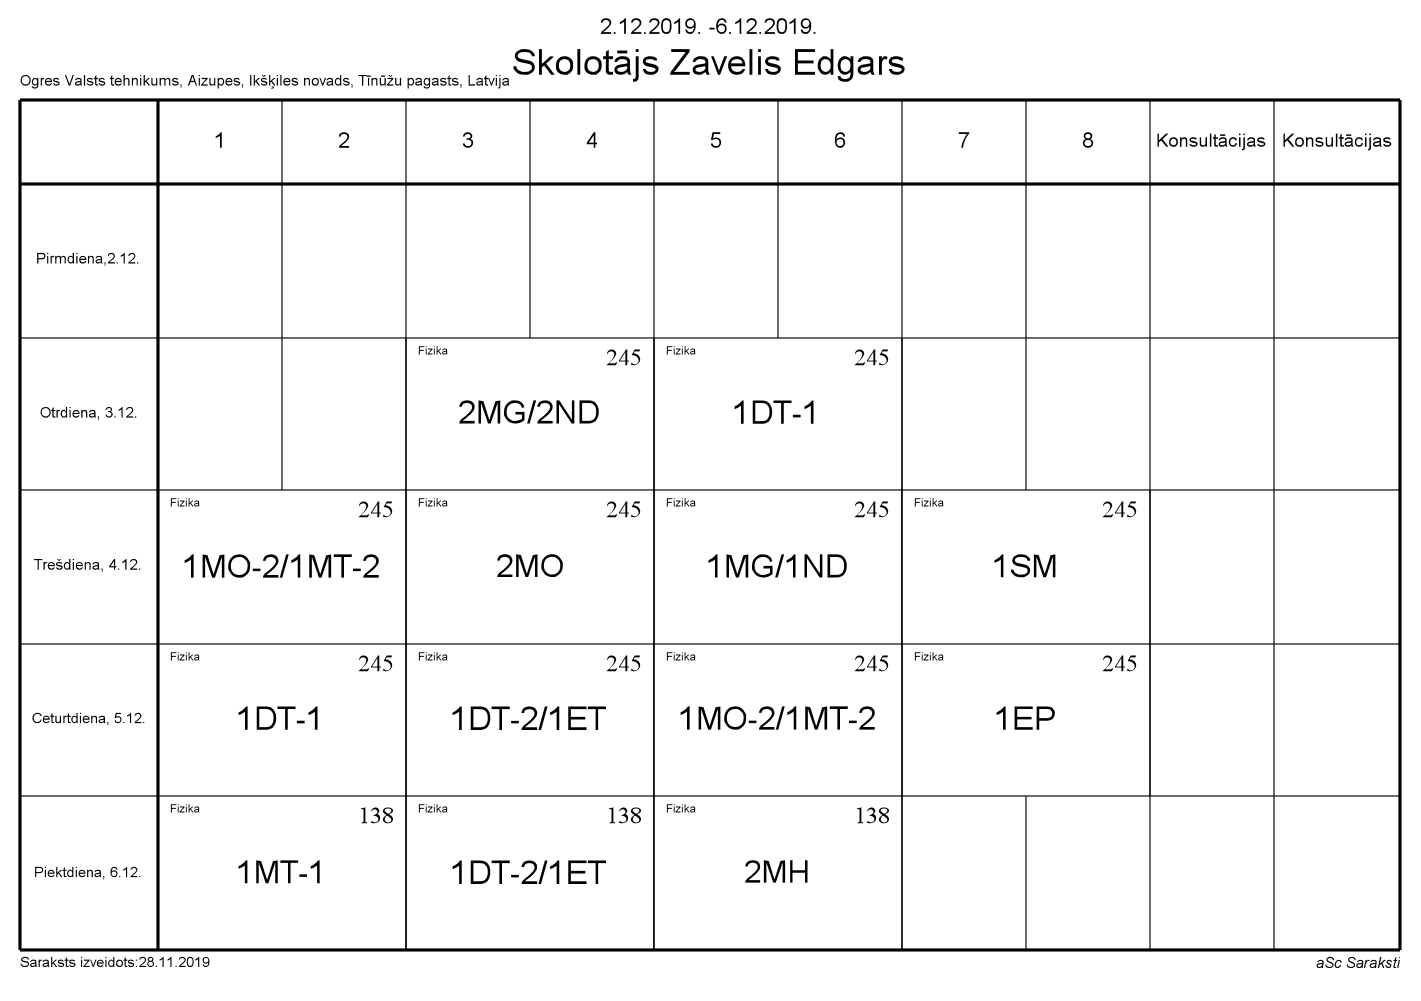 2.12.2019. -6.12.2019.
Skolotājs Zavelis Edgars
Ogres Valsts tehnikums, Aizupes, Ikšķiles novads, Tīnūžu pagasts, Latvija
1 2 3 4 5 6 7 8 Konsultācijas Konsultācijas
Pirmdiena,2.12.
Otrdiena, 3.12.
Fizika 245
2MG/2ND
Fizika 245
1DT-1
Trešdiena, 4.12.
Fizika 245
1MO-2/1MT-2
Fizika 245
2MO
Fizika 245
1MG/1ND
Fizika 245
1SM
Ceturtdiena, 5.12.
Fizika 245
1DT-1
Fizika 245
1DT-2/1ET
Fizika 245
1MO-2/1MT-2
Fizika 245
1EP
Piektdiena, 6.12.
Fizika 138
1MT-1
Fizika 138
1DT-2/1ET
Fizika 138
2MH
Saraksts izveidots:28.11.2019
aSc Saraksti